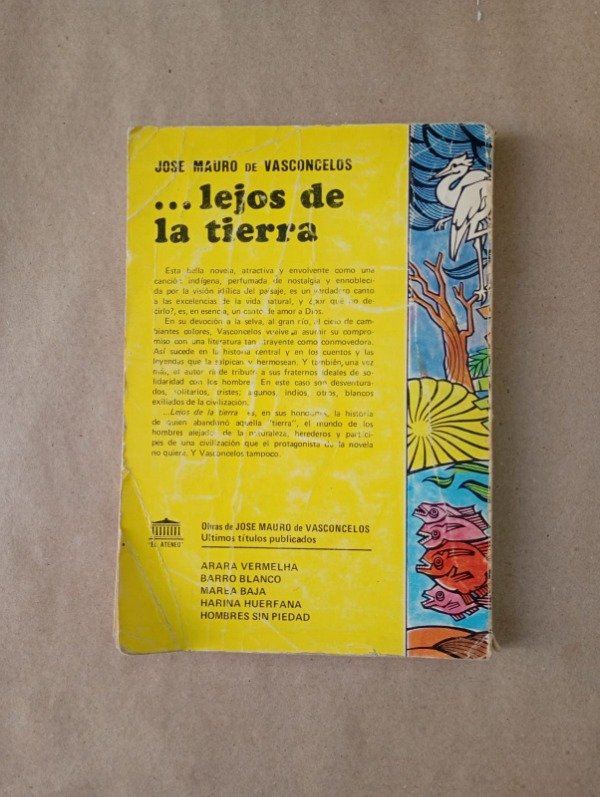 JOSE MAURO DE VASCONCELOS
...lejos de
la tierra
Esta bella novela, atractiva y envolvente como una
canción indígena, perfumada de nostalgia y ennobleci-
da por la visión idílica del paisaje, es un verdadero canto
a las excelencias de la vida natural, y ¿por qué no de-
cirlo?, es, en esencia, un canto de amor a Dios.
En su devoción a la selva, al gran río, al cielo de cam-
biantes colores, Vasconcelos vuelve a asumir su compro-
miso con una literatura tan atrayente como conmovedora.
Así sucede en la historia central y en los cuentos y las
leyendas que la salpican y hermosean. Y también, una vez
más, el autor rinde tributo a sus fraternos ideales de so-
lidaridad con los hombres. En este caso son desventura-
dos, solitarios, tristes; algunos, indios, otros, blancos
exiliados de la civilización.
...Lejos de la tierra es, en sus honduras, la historia
de quien abandonó aquella "tierra", el mundo de los
hombres alejados de la naturaleza, herederos y partíci-
pes de una civilización que el protagonista de la novela
no quiere. Y Vasconcelos tampoco.
"EL ATENEO"
Obras de JOSE MAURO de VASCONCELOS
Ultimos títulos publicados
ARARA VERMELHA
BARRO BLANCO
MAREA BAJA
HARINA HUERFANA
HOMBRES SIN PIEDAD